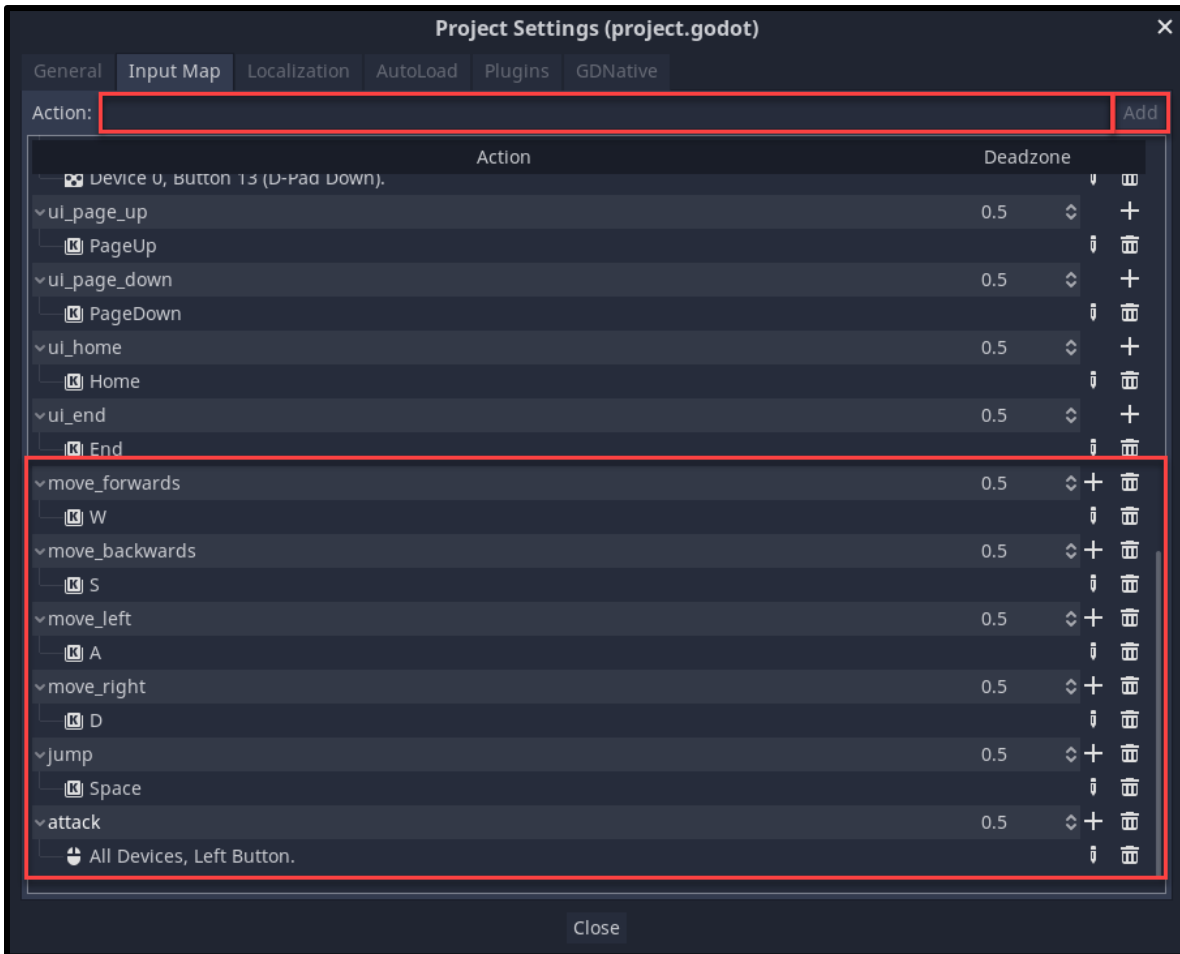 Project Settings (project.godot)
General Input Map Localization AutoLoad Plugins GDNative
Action: Add
Action Deadzone
Device 0, Button 13 (D-Pad Down).
ui_page_up 0.5
PageUp
ui_page_down 0.5
PageDown
ui_home 0.5
Home
ui_end 0.5
End
move_forwards 0.5
W
move_backwards 0.5
S
move_left 0.5
A
move_right 0.5
D
jump 0.5
Space
attack 0.5
All Devices, Left Button.
Close